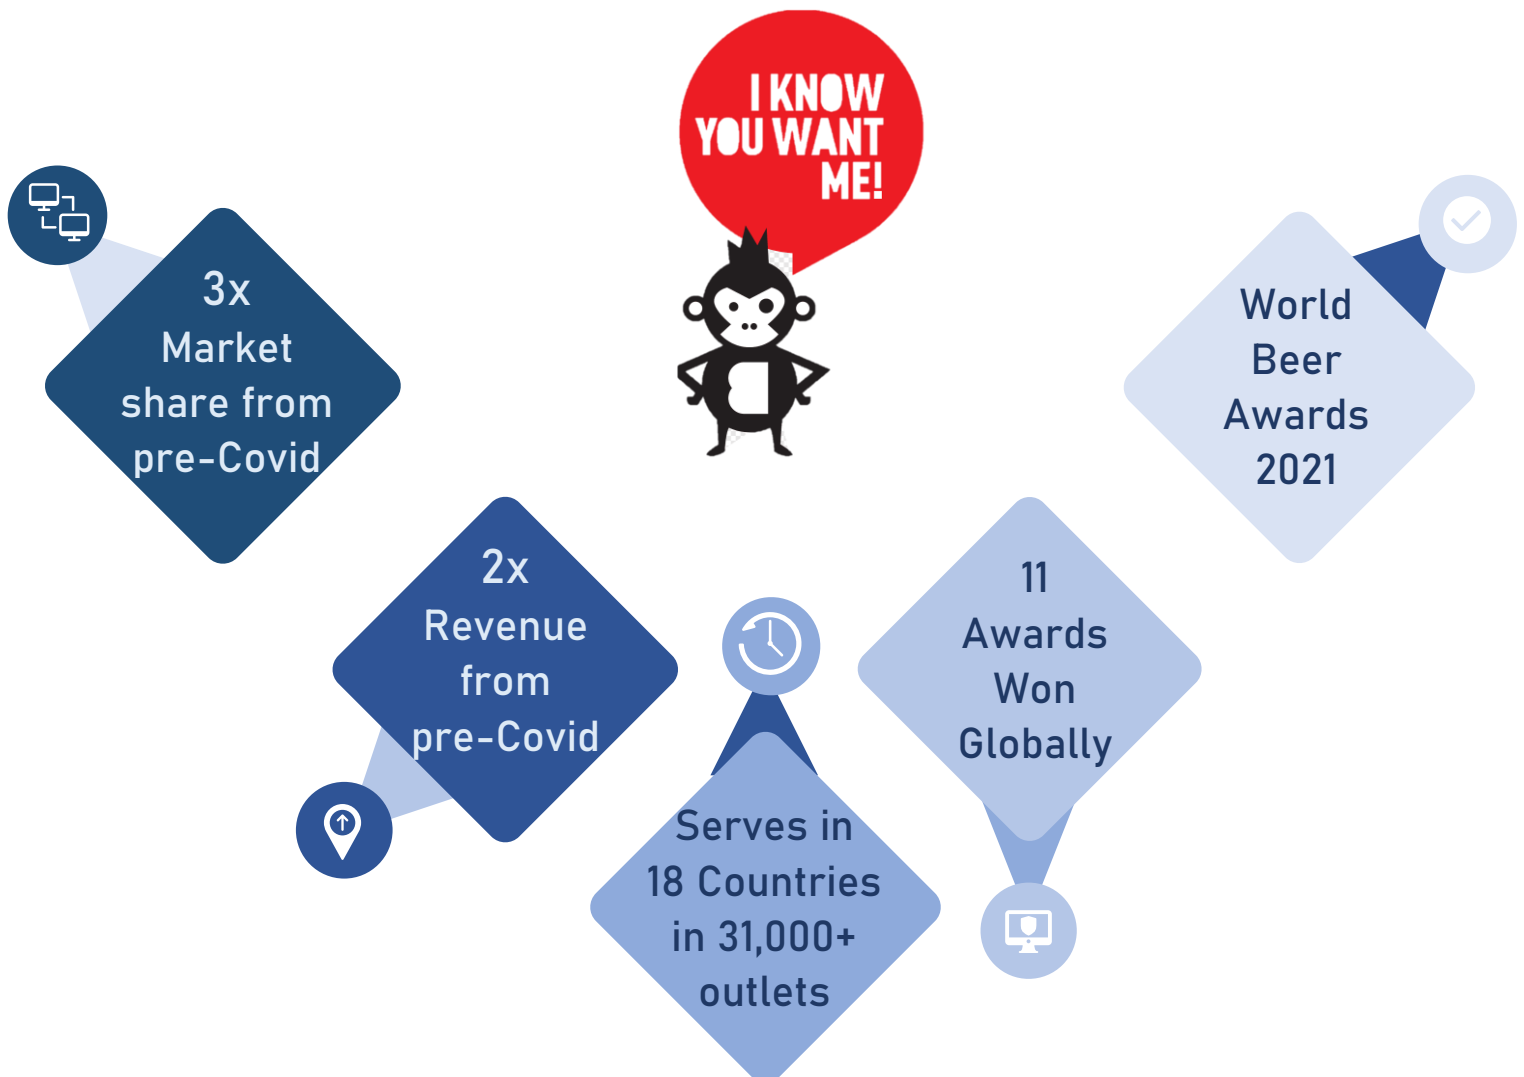 I KNOW
YOU WANT
ME!
3x
Market
share from
pre-Covid
2x
Revenue
from
pre-Covid
Serves in
18 Countries
in 31,000+
outlets
11
Awards
Won
Globally
World
Beer
Awards
2021